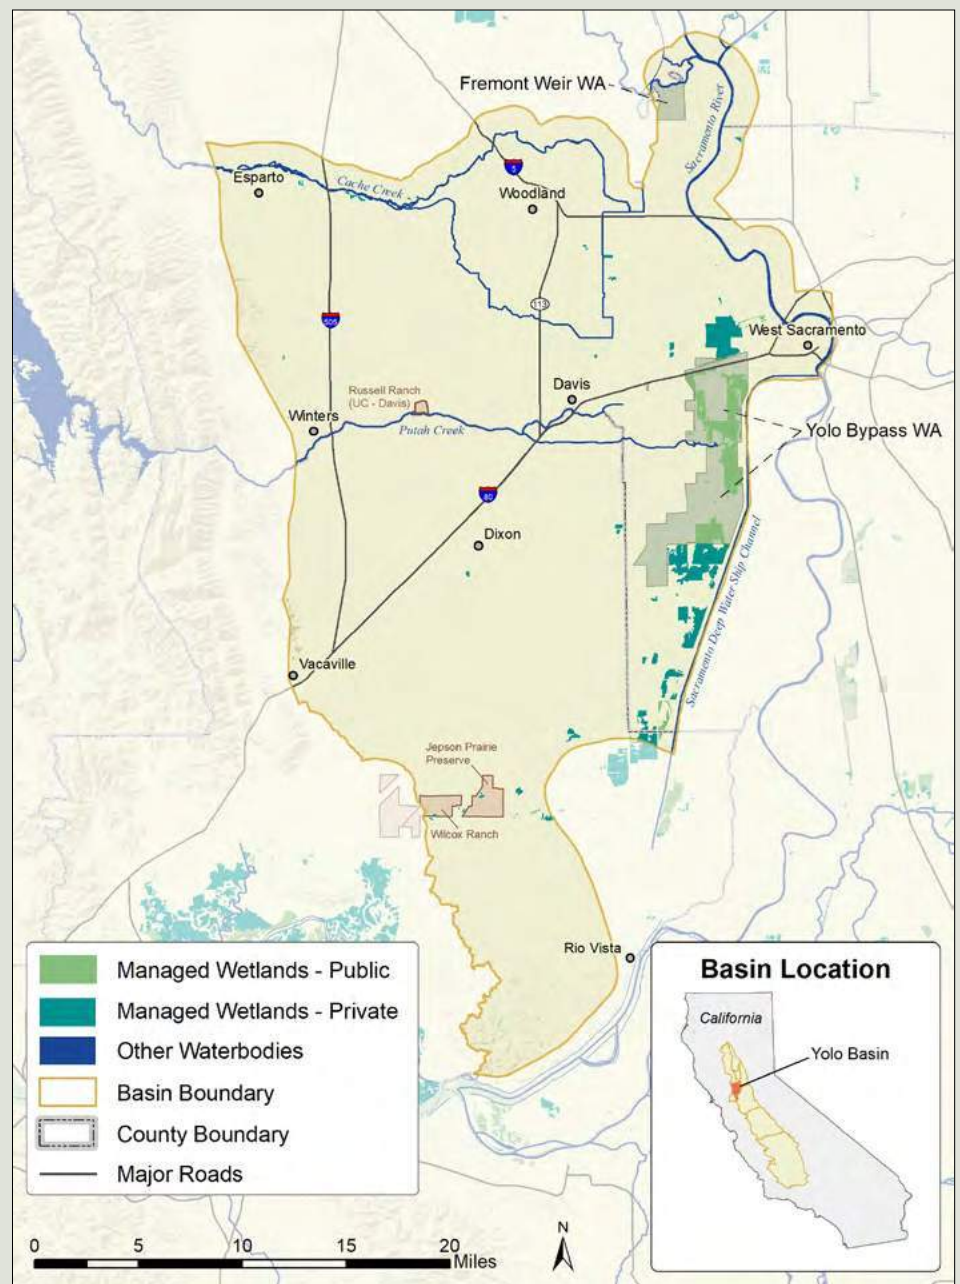 Fremont Weir WA
Sacramento River
Esparto
Cache Creek
5
Woodland
113
505
West Sacramento
Russell Ranch
(UC - Davis)
Davis
Winters
Putah Creek
Yolo Bypass WA
80
Dixon
Sacramento Deep Water Ship Channel
Vacaville
Jepson Prairie
Preserve
Wilcox Ranch
Rio Vista
Managed Wetlands - Public
Managed Wetlands - Private
Other Waterbodies
Basin Boundary
County Boundary
Major Roads
Basin Location
California
Yolo Basin
N
0 5 10 15 20
Miles